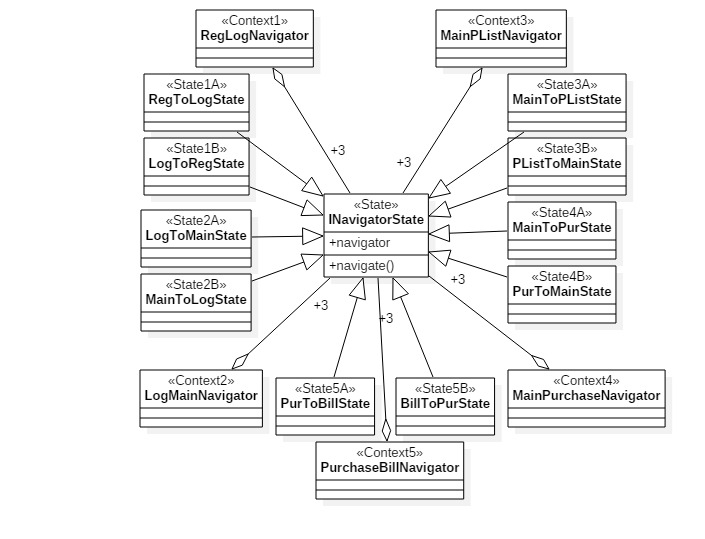 «Context1»
RegLogNavigator
«Context3»
MainPListNavigator
«State1A»
RegToLogState
«State3A»
MainToPListState
+3
+3
«State1B»
LogToRegState
«State3B»
PListToMainState
«State»
INavigatorState
+navigator
+navigate()
«State2A»
LogToMainState
«State4A»
MainToPurState
«State2B»
MainToLogState
«State4B»
PurToMainState
+3
+3
+3
«Context2»
LogMainNavigator
«State5A»
PurToBillState
«State5B»
BillToPurState
«Context4»
MainPurchaseNavigator
«Context5»
PurchaseBillNavigator